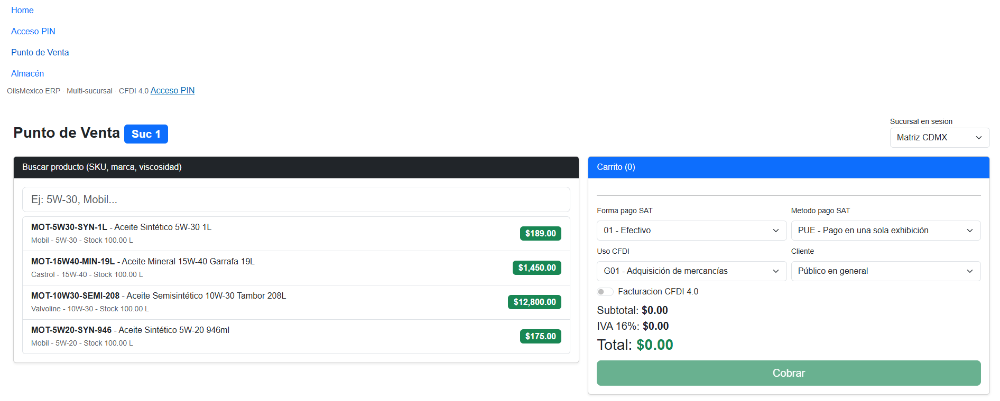 Home
Acceso PIN
Punto de Venta
Almacén
OilsMexico ERP · Multi-sucursal · CFDI 4.0 Acceso PIN
Punto de Venta Suc 1
Sucursal en sesion
Matriz CDMX
Buscar producto (SKU, marca, viscosidad)
Ej: 5W-30, Mobil...
MOT-5W30-SYN-1L - Aceite Sintético 5W-30 1L
Mobil - 5W-30 - Stock 100.00 L
$189.00
MOT-15W40-MIN-19L - Aceite Mineral 15W-40 Garrafa 19L
Castrol - 15W-40 - Stock 100.00 L
$1,450.00
MOT-10W30-SEMI-208 - Aceite Semisintético 10W-30 Tambor 208L
Valvoline - 10W-30 - Stock 100.00 L
$12,800.00
MOT-5W20-SYN-946 - Aceite Sintético 5W-20 946ml
Mobil - 5W-20 - Stock 100.00 L
$175.00
Carrito (0)
Forma pago SAT
01 - Efectivo
Metodo pago SAT
PUE - Pago en una sola exhibición
Uso CFDI
G01 - Adquisición de mercancías
Cliente
Público en general
Facturacion CFDI 4.0
Subtotal: $0.00
IVA 16%: $0.00
Total: $0.00
Cobrar